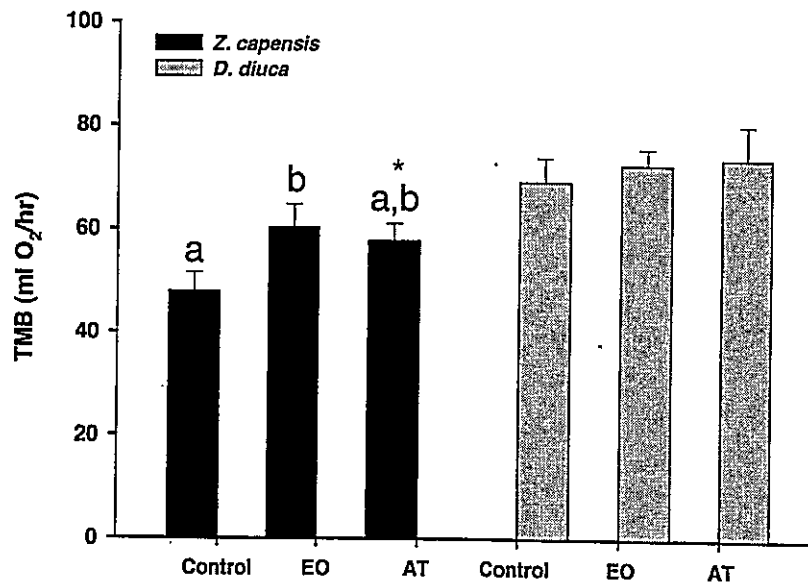 100
80
60
40
20
0
TMB (ml O₂/hr)
Z. capensis
D. diuca
a
b
*
a,b
Control EO AT Control EO AT